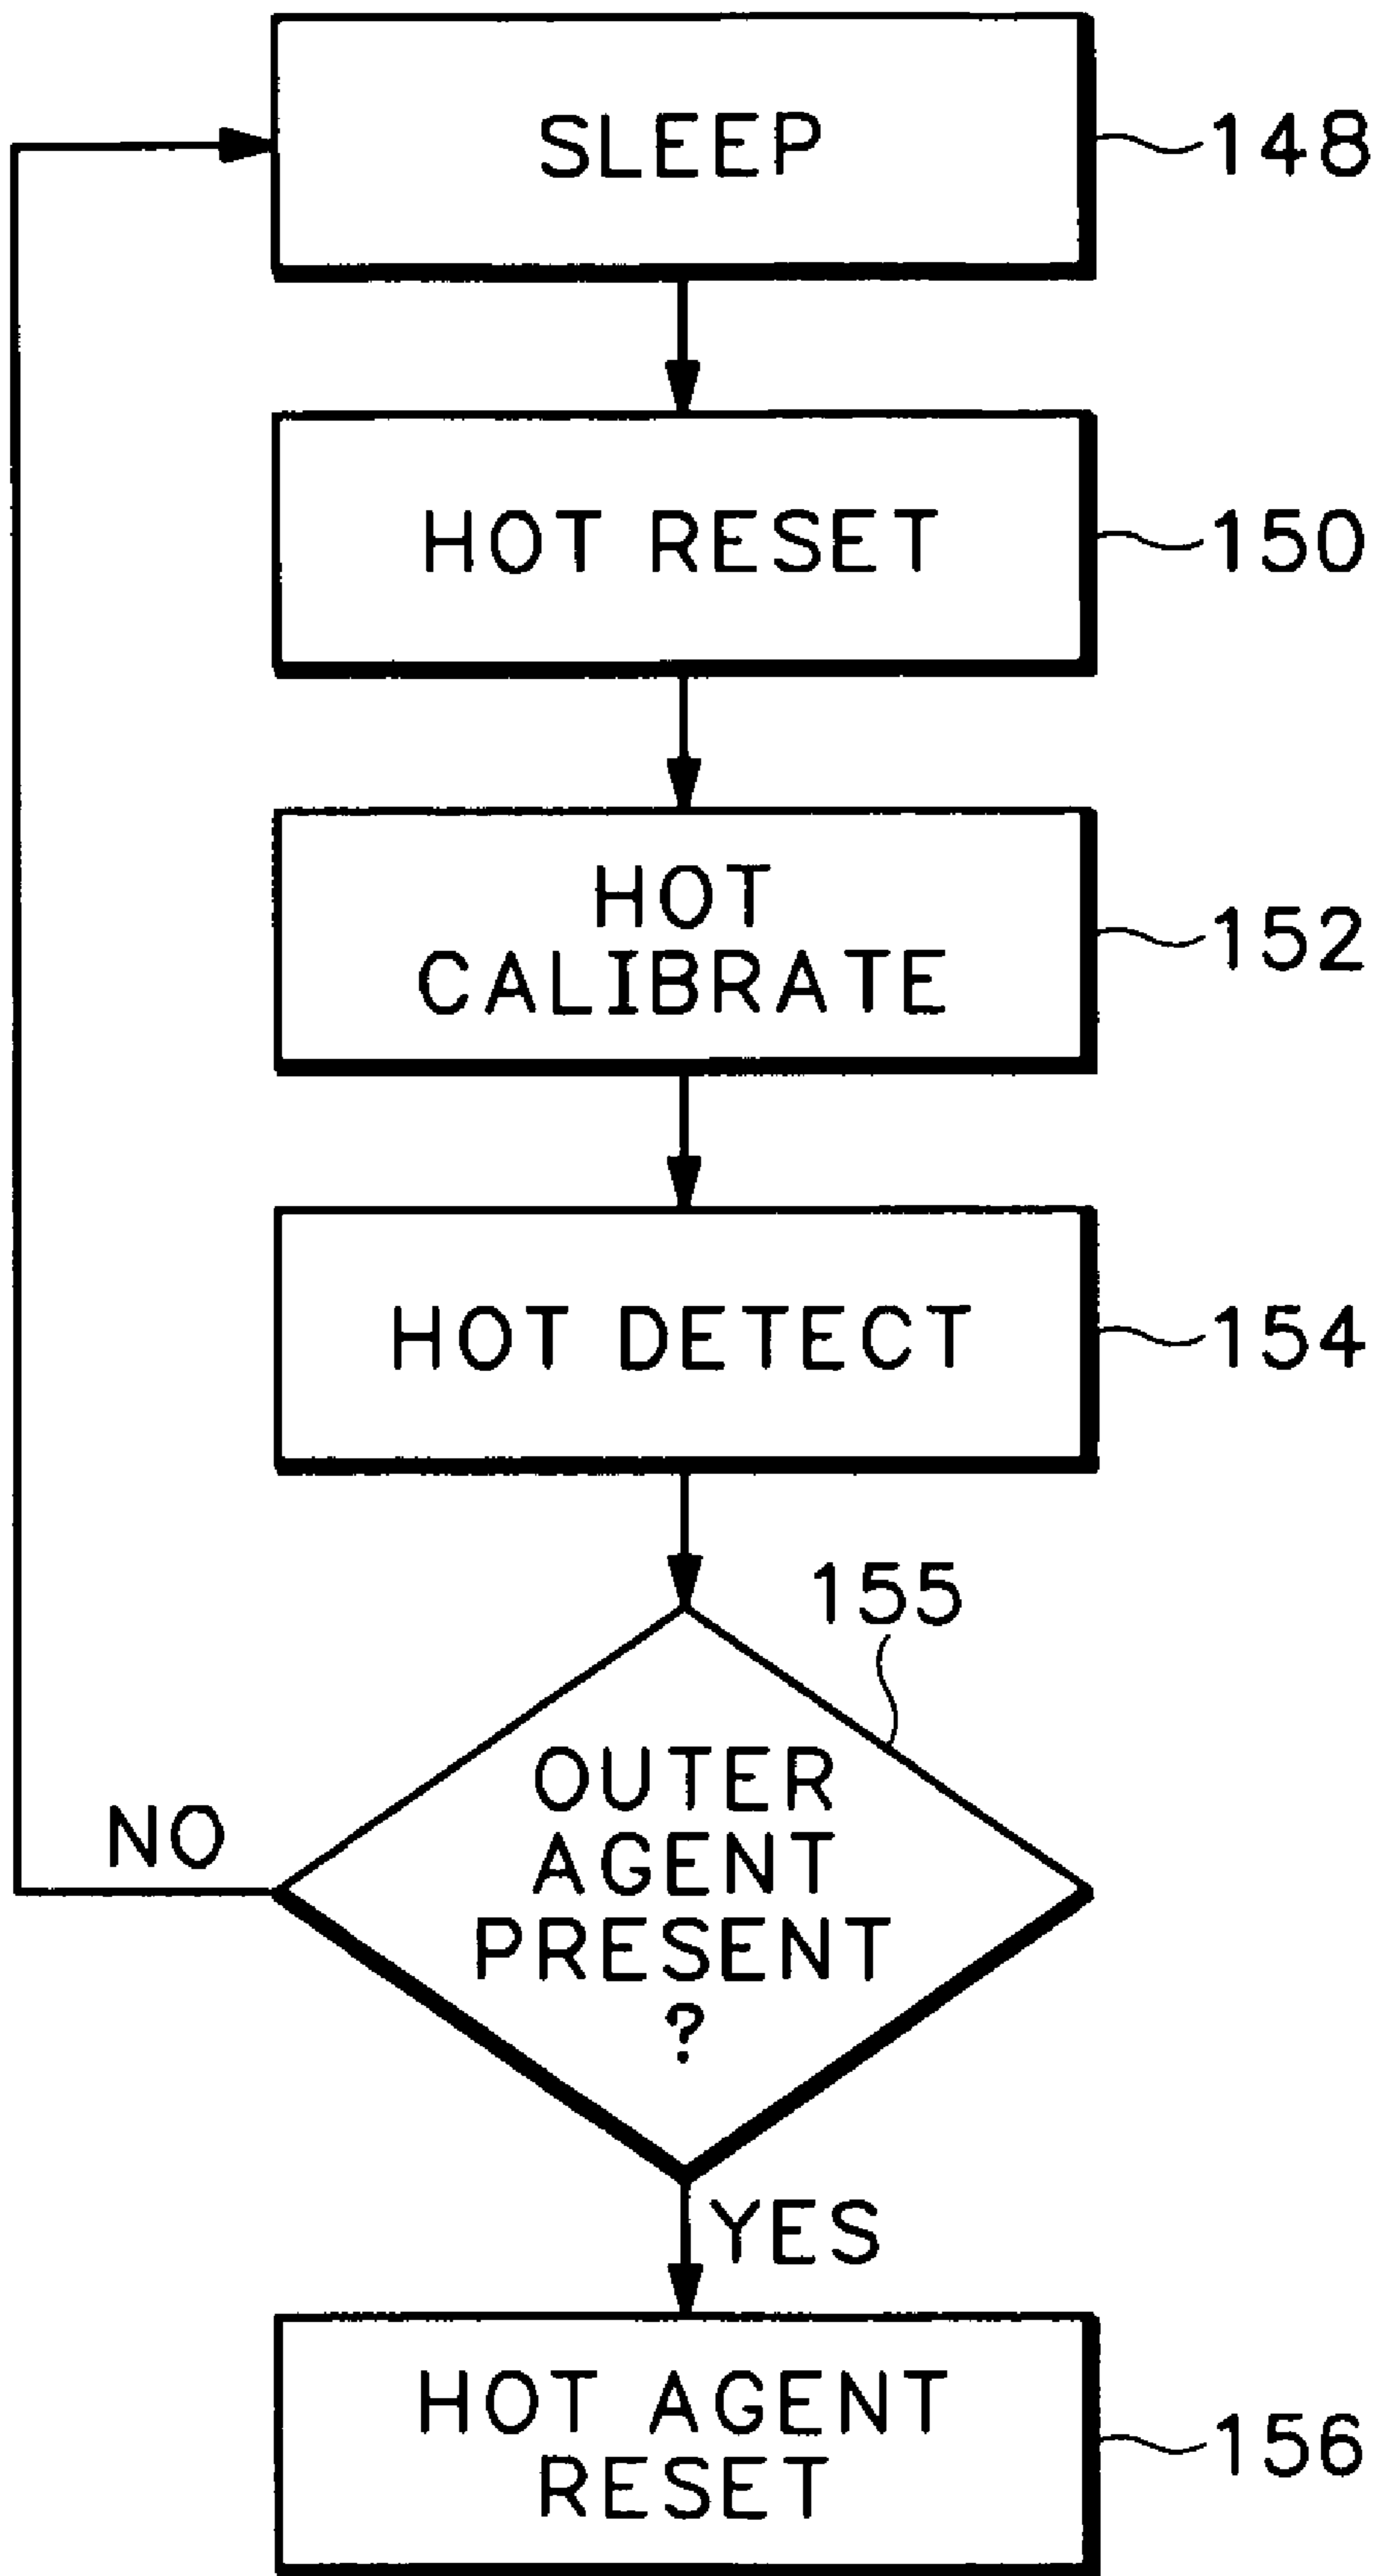 SLEEP
148
HOT RESET
150
HOT
CALIBRATE
152
HOT DETECT
154
155
OUTER
AGENT
PRESENT
?
NO
YES
HOT AGENT
RESET
156